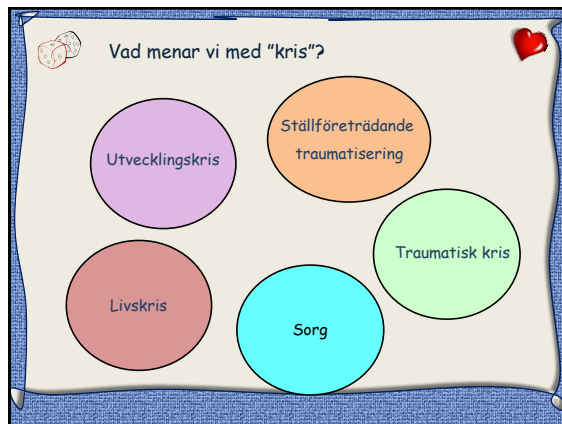 Vad menar vi med "kris"?
Ställföreträdande
traumatisering
Utvecklingskris
Traumatisk kris
Livskris
Sorg